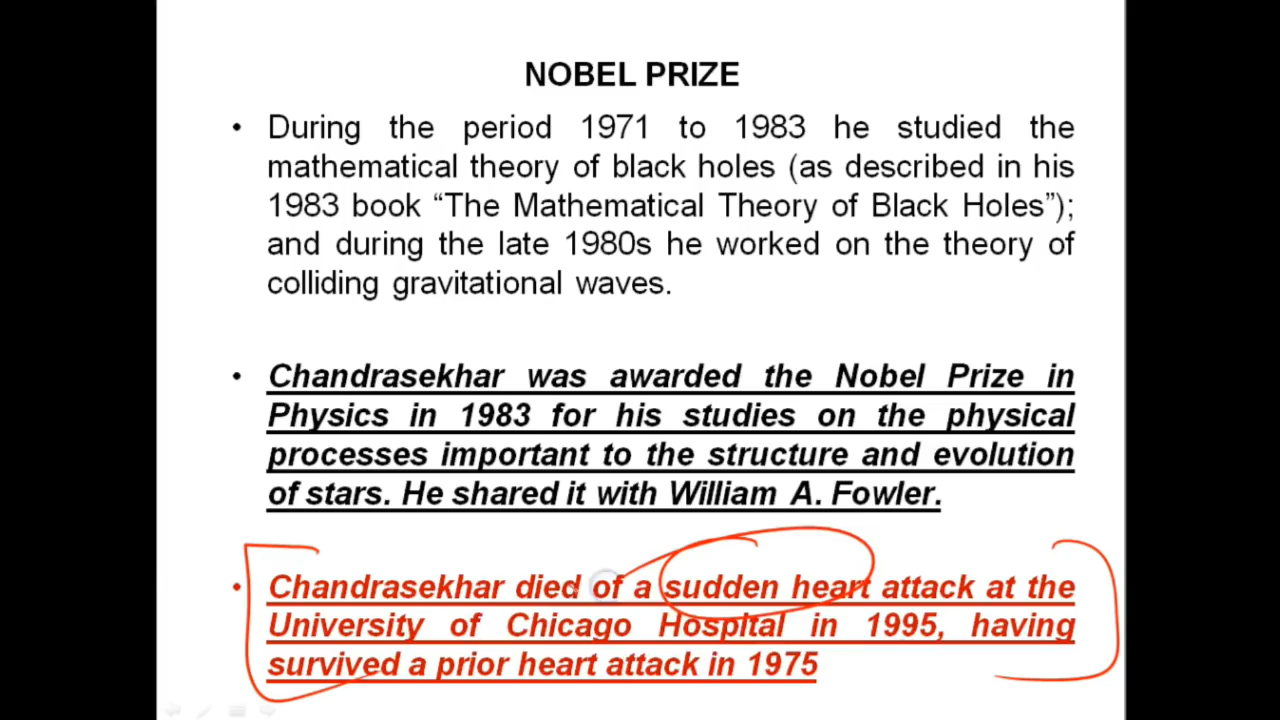 NOBEL PRIZE
• During the period 1971 to 1983 he studied the
mathematical theory of black holes (as described in his
1983 book “The Mathematical Theory of Black Holes”);
and during the late 1980s he worked on the theory of
colliding gravitational waves.
• Chandrasekhar was awarded the Nobel Prize in
Physics in 1983 for his studies on the physical
processes important to the structure and evolution
of stars. He shared it with William A. Fowler.
• Chandrasekhar died of a sudden heart attack at the
University of Chicago Hospital in 1995, having
survived a prior heart attack in 1975